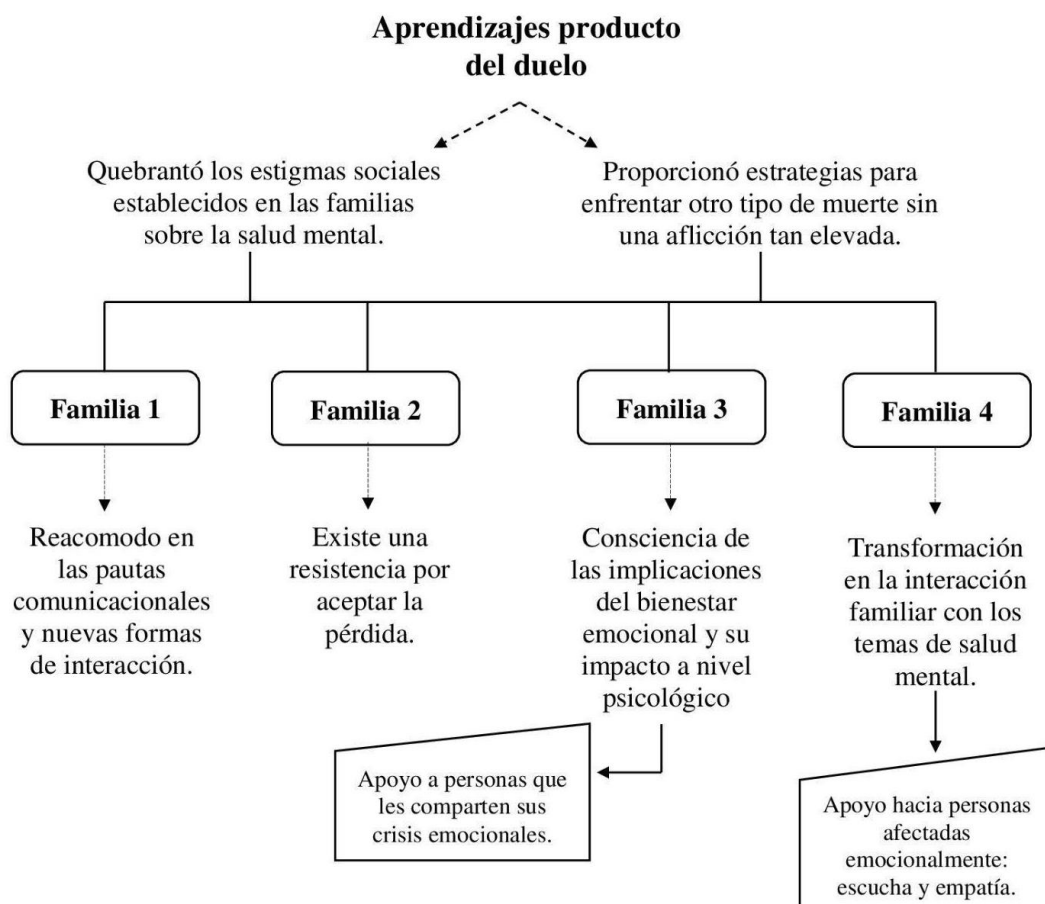 Aprendizajes producto
del duelo
Quebrantó los estigmas sociales
establecidos en las familias
sobre la salud mental.
Proporcionó estrategias para
enfrentar otro tipo de muerte sin
una aflicción tan elevada.
Familia 1
Familia 2
Familia 3
Familia 4
Reacomodo en
las pautas
comunicacionales
y nuevas formas
de interacción.
Existe una
resistencia por
aceptar la
pérdida.
Consciencia de
las implicaciones
del bienestar
emocional y su
impacto a nivel
psicológico
Transformación
en la interacción
familiar con los
temas de salud
mental.
Apoyo a personas que
les comparten sus
crisis emocionales.
Apoyo hacia personas
afectadas
emocionalmente:
escucha y empatía.